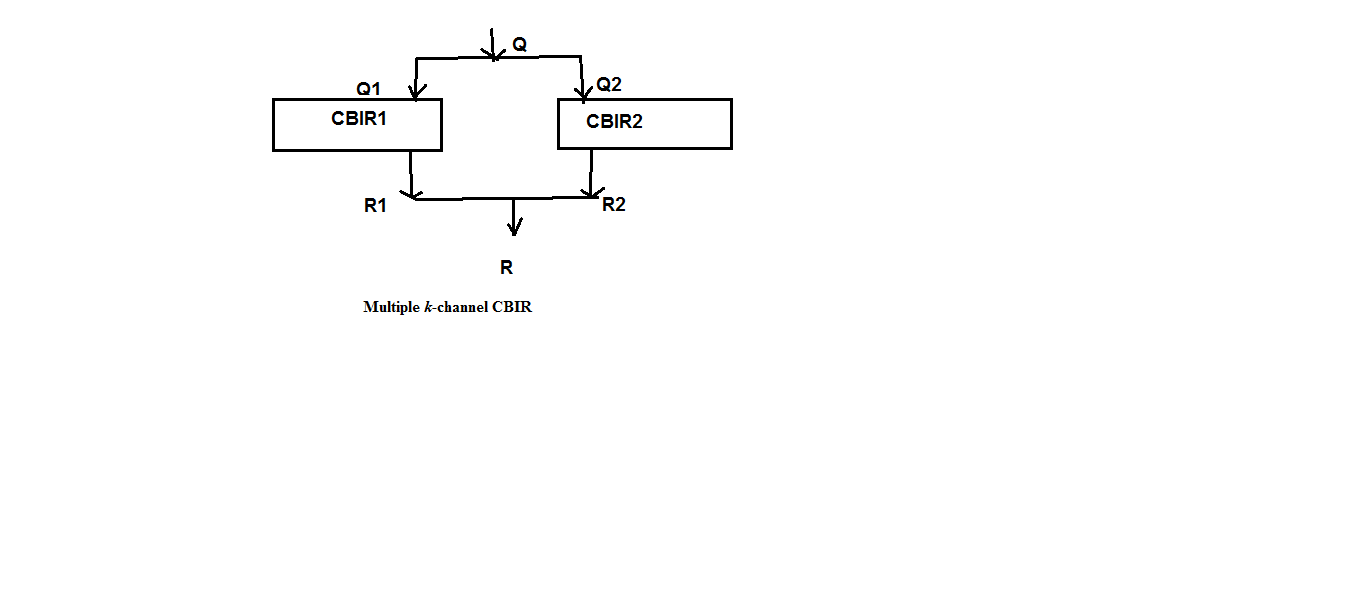 Q
Q1
Q2
CBIR1
CBIR2
R1
R2
R
Multiple k-channel CBIR